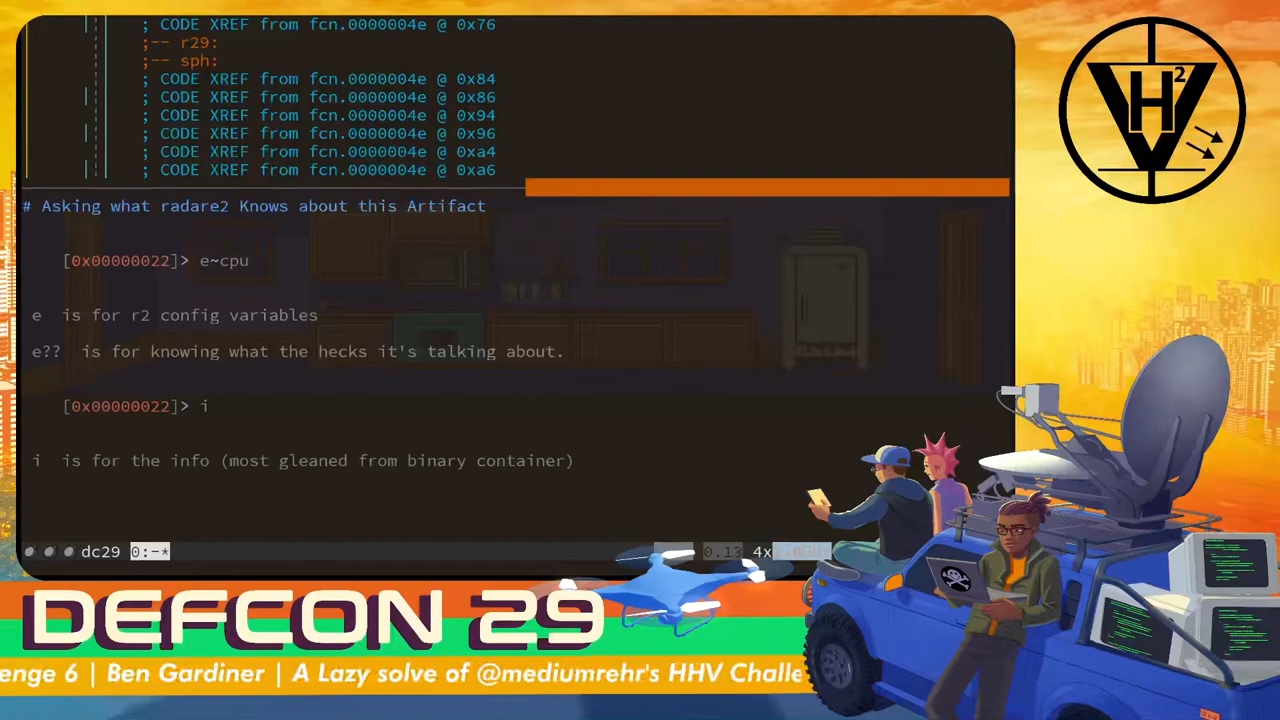 ; CODE XREF from fcn.0000004e @ 0x76
;-- r29:
;-- sph:
; CODE XREF from fcn.0000004e @ 0x84
; CODE XREF from fcn.0000004e @ 0x86
; CODE XREF from fcn.0000004e @ 0x94
; CODE XREF from fcn.0000004e @ 0x96
; CODE XREF from fcn.0000004e @ 0xa4
; CODE XREF from fcn.0000004e @ 0xa6
# Asking what radare2 Knows about this Artifact
[0x00000022]> e~cpu
e is for r2 config variables
e?? is for knowing what the hecks it's talking about.
[0x00000022]> i
i is for the info (most gleaned from binary container)
dc29 0:-* 0.13 4x
H2
V
DEFCON 29
enge 6 | Ben Gardiner | A Lazy solve of @mediumrehr's HHV Challe